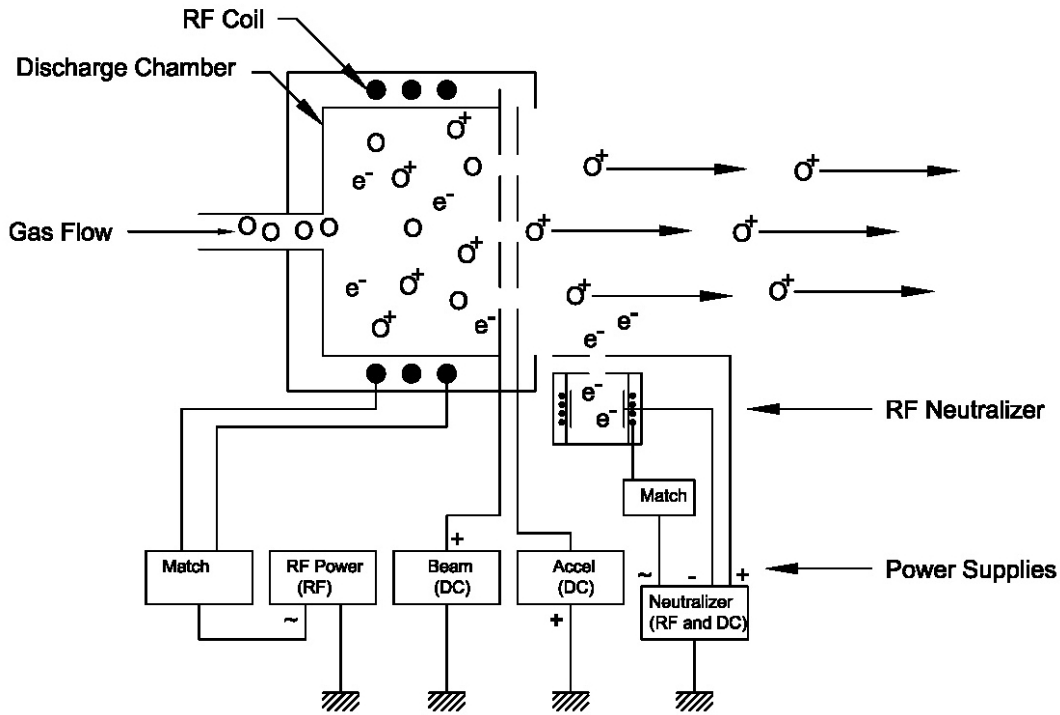 RF Coil
Discharge Chamber
Gas Flow
O O O O
O
O+
O
e-
O+
e-
O
O+
e-
O+
O
O+
e-
O+
O+
O+
O+
O+
O+
e-
e-
e-
e-
RF Neutralizer
Match
Power Supplies
Match
RF Power
(RF)
~
+
Beam
(DC)
Accel
(DC)
+
~ - +
Neutralizer
(RF and DC)